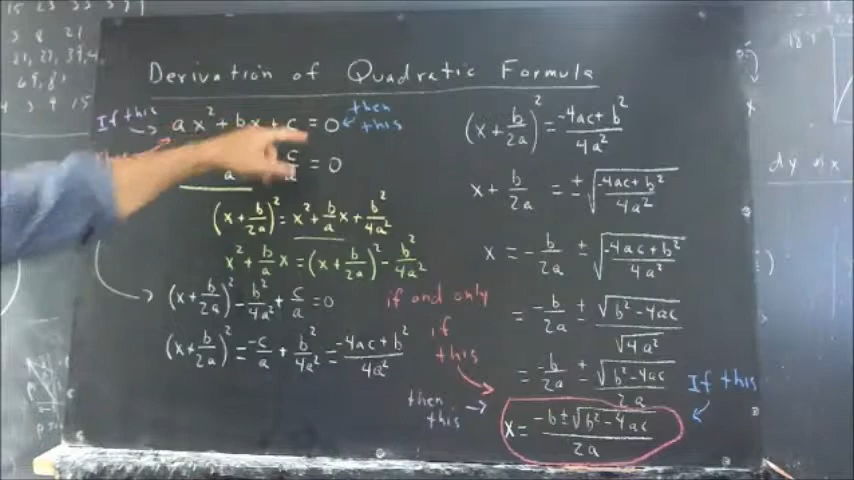 Derivation of Quadratic Formula
If this
then this
ax² + bx + c = 0
c/a = 0
(x + b/2a)² = x² + b/a x + b²/4a²
x² + b/a x = (x + b/2a)² - b²/4a²
(x + b/2a)² - b²/4a² + c/a = 0
(x + b/2a)² = -c/a + b²/4a² = -4ac + b²/4a²
(x + b/2a)² = -4ac + b²/4a²
x + b/2a = ±√(-4ac + b²/4a²)
x = -b/2a ± √(-4ac + b²/4a²)
= -b/2a ± √(b² - 4ac)/√(4a²)
= -b/2a ± √(b² - 4ac)/2a
x = -b ± √(b² - 4ac)/2a
if and only
if
this
then
this
If this
dy dx